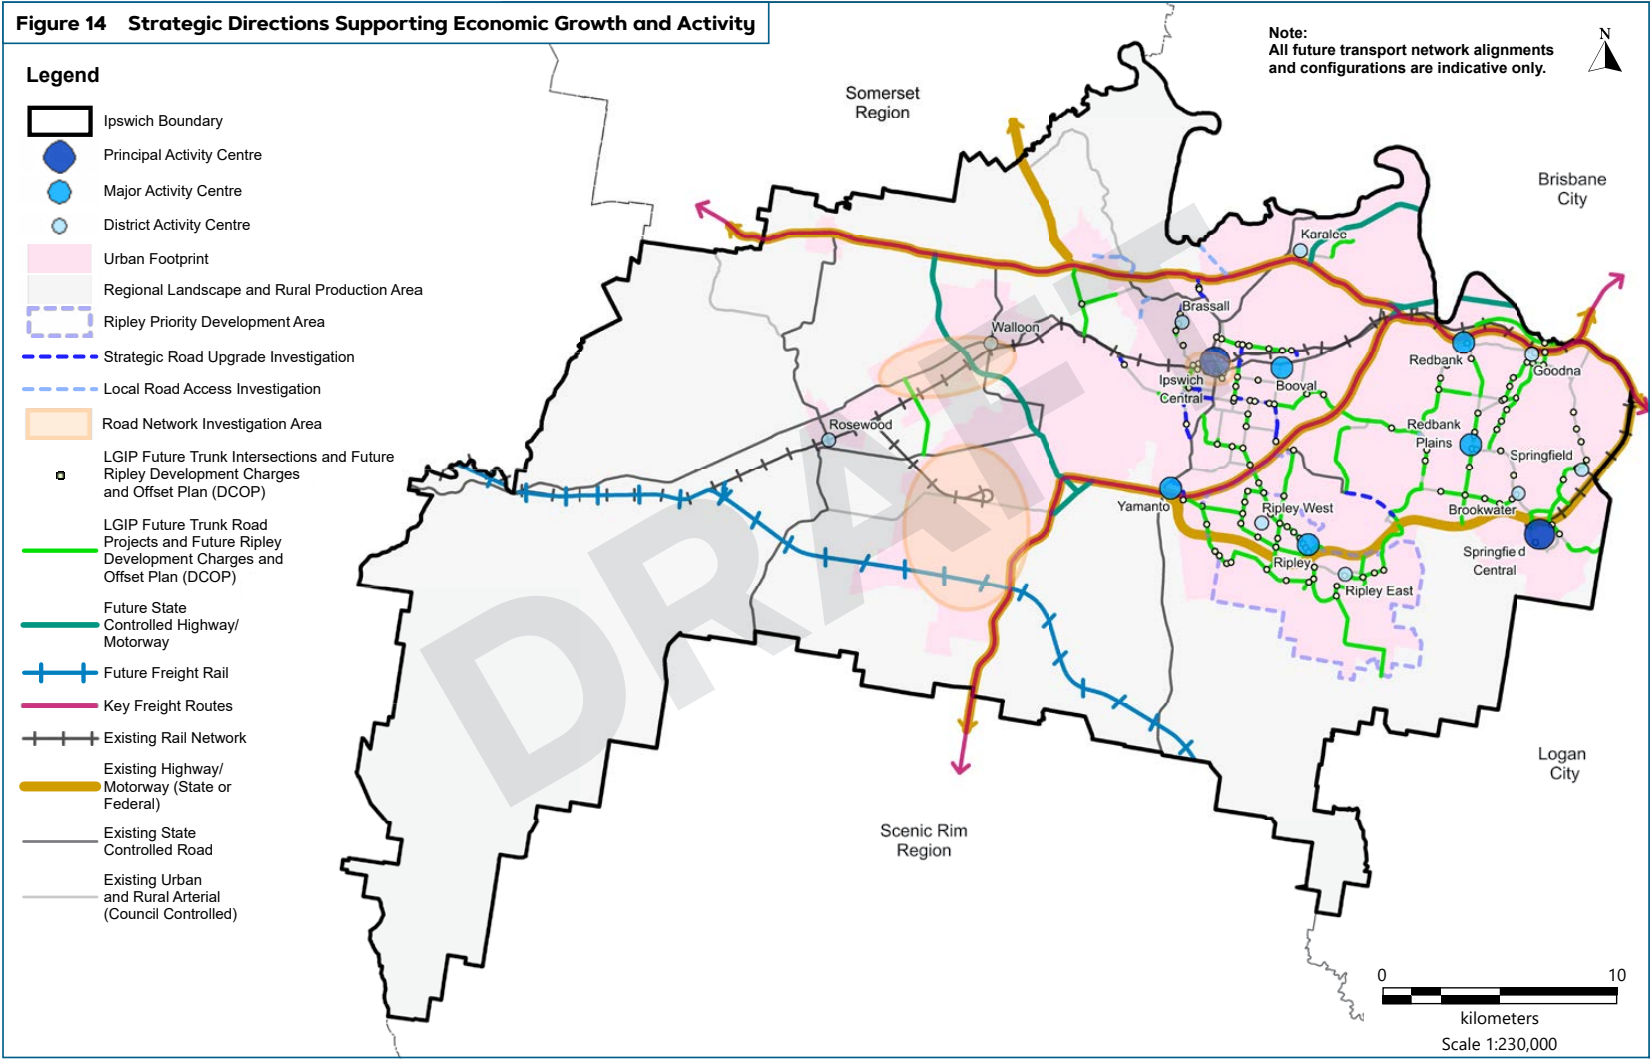 Figure 14 Strategic Directions Supporting Economic Growth and Activity
Note:
All future transport network alignments
and configurations are indicative only.
N
Legend
Ipswich Boundary
Principal Activity Centre
Major Activity Centre
District Activity Centre
Urban Footprint
Regional Landscape and Rural Production Area
Ripley Priority Development Area
Strategic Road Upgrade Investigation
Local Road Access Investigation
Road Network Investigation Area
LGIP Future Trunk Intersections and Future
Ripley Development Charges
and Offset Plan (DCOP)
LGIP Future Trunk Road
Projects and Future Ripley
Development Charges and
Offset Plan (DCOP)
Future State
Controlled Highway/
Motorway
Future Freight Rail
Key Freight Routes
Existing Rail Network
Existing Highway/
Motorway (State or
Federal)
Existing State
Controlled Road
Existing Urban
and Rural Arterial
(Council Controlled)
Somerset
Region
Brisbane
City
Karalee
Brassall
Walloon
Redbank
Goodna
Ipswich
Central
Booval
Rosewood
Redbank
Plains
Springfield
Yamanto
Ripley West
Brookwater
Ripley
Springfie d
Central
Ripley East
Logan
City
Scenic Rim
Region
DRAFT
0 10
kilometers
Scale 1:230,000